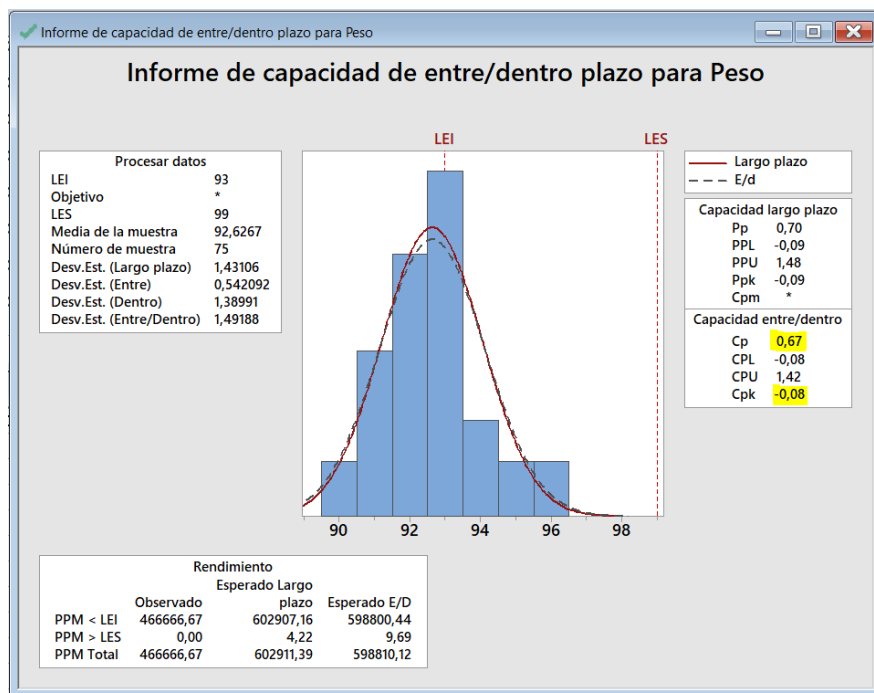 Informe de capacidad de entre/dentro plazo para Peso
Informe de capacidad de entre/dentro plazo para Peso
LEI LES
Procesar datos
LEI 93
Objetivo *
LES 99
Media de la muestra 92,6267
Número de muestra 75
Desv.Est. (Largo plazo) 1,43106
Desv.Est. (Entre) 0,542092
Desv.Est. (Dentro) 1,38991
Desv.Est. (Entre/Dentro) 1,49188
Largo plazo
E/d
Capacidad largo plazo
Pp 0,70
PPL -0,09
PPU 1,48
Ppk -0,09
Cpm *
Capacidad entre/dentro
Cp 0,67
CPL -0,08
CPU 1,42
Cpk -0,08
90 92 94 96 98
Rendimiento
Esperado Largo
Observado plazo Esperado E/D
PPM < LEI 466666,67 602907,16 598800,44
PPM > LES 0,00 4,22 9,69
PPM Total 466666,67 602911,39 598810,12